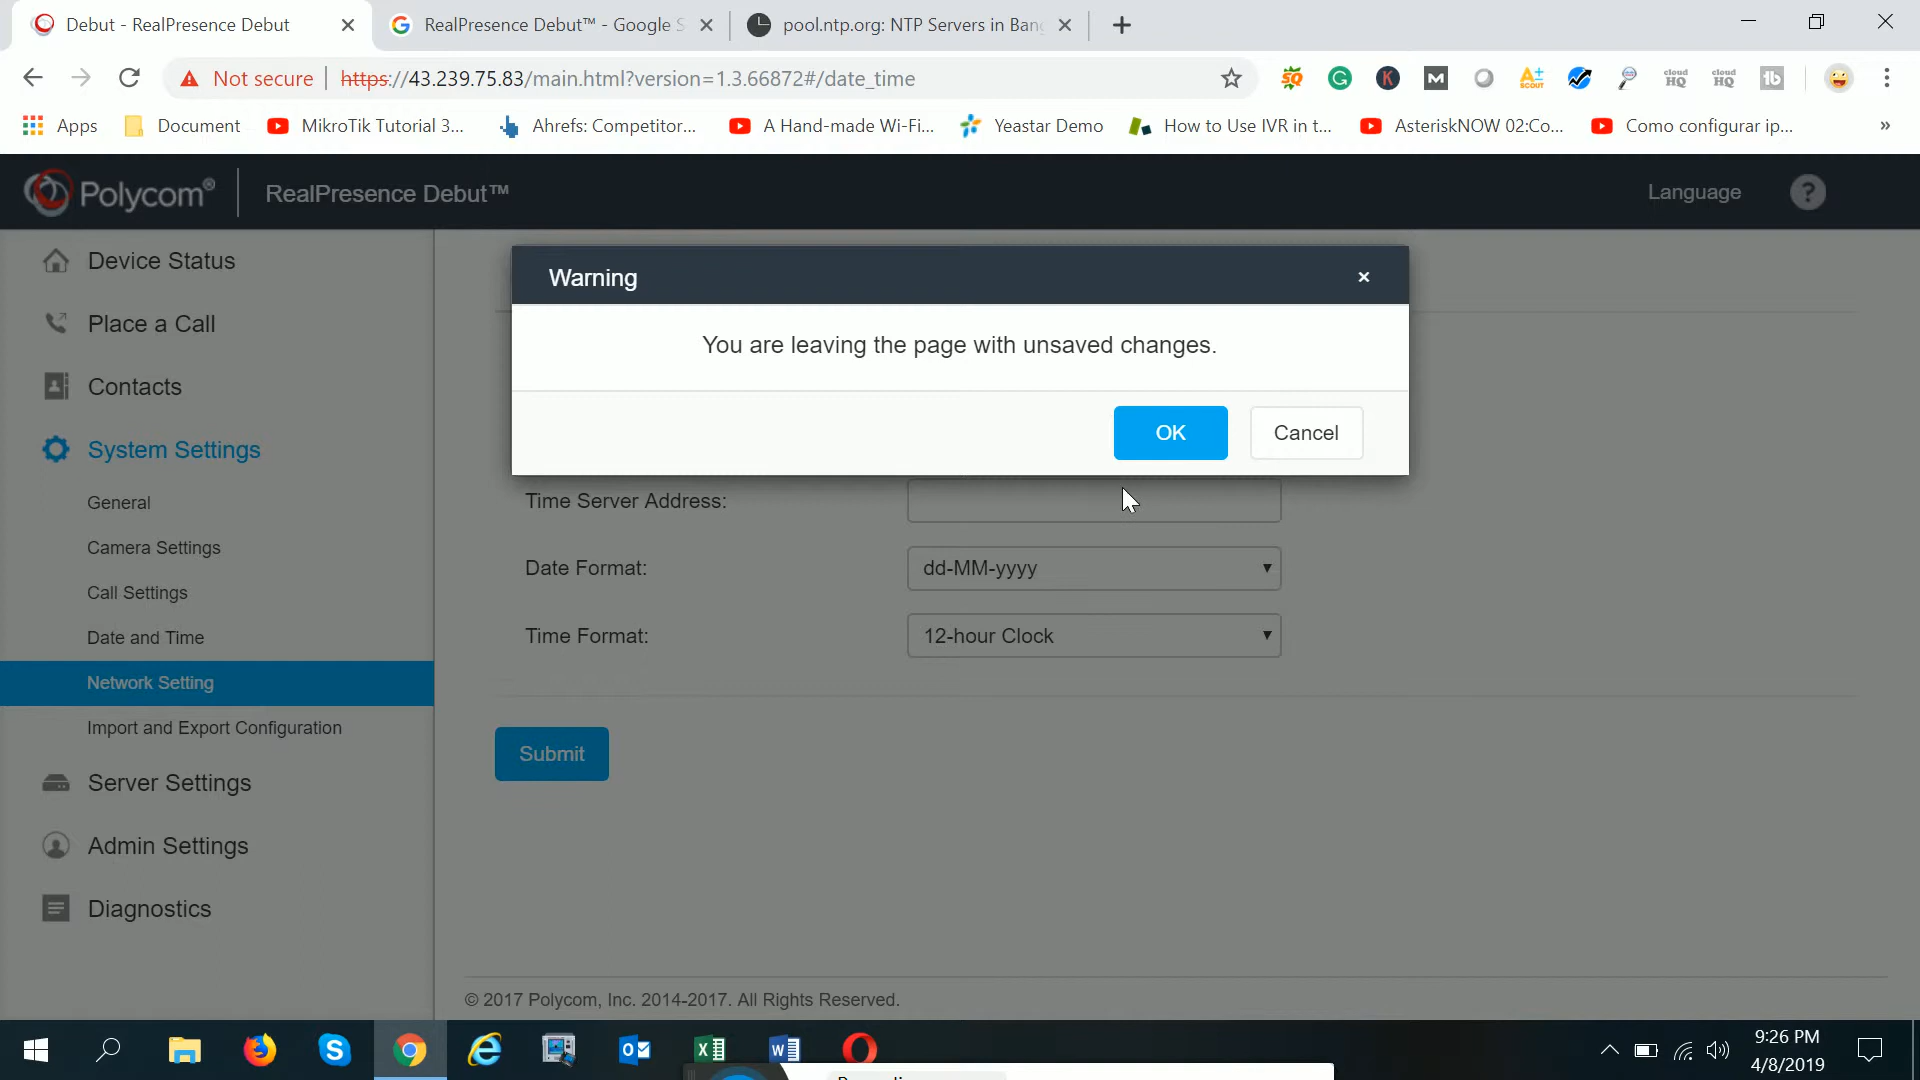 Debut - RealPresence Debut
RealPresence Debut™ - Google S
pool.ntp.org: NTP Servers in Bang
Not secure
https://43.239.75.83/main.html?version=1.3.66872#/date_time
Apps
Document
MikroTik Tutorial 3...
Ahrefs: Competitor...
A Hand-made Wi-Fi...
Yeastar Demo
How to Use IVR in t...
AsteriskNOW 02:Co...
Como configurar ip...
»
Polycom®
RealPresence Debut™
Language
?
Device Status
Place a Call
Contacts
System Settings
General
Camera Settings
Call Settings
Date and Time
Network Setting
Import and Export Configuration
Server Settings
Admin Settings
Diagnostics
Warning
×
You are leaving the page with unsaved changes.
OK
Cancel
Time Server Address:
Date Format:
dd-MM-yyyy
Time Format:
12-hour Clock
Submit
© 2017 Polycom, Inc. 2014-2017. All Rights Reserved.
9:26 PM
4/8/2019